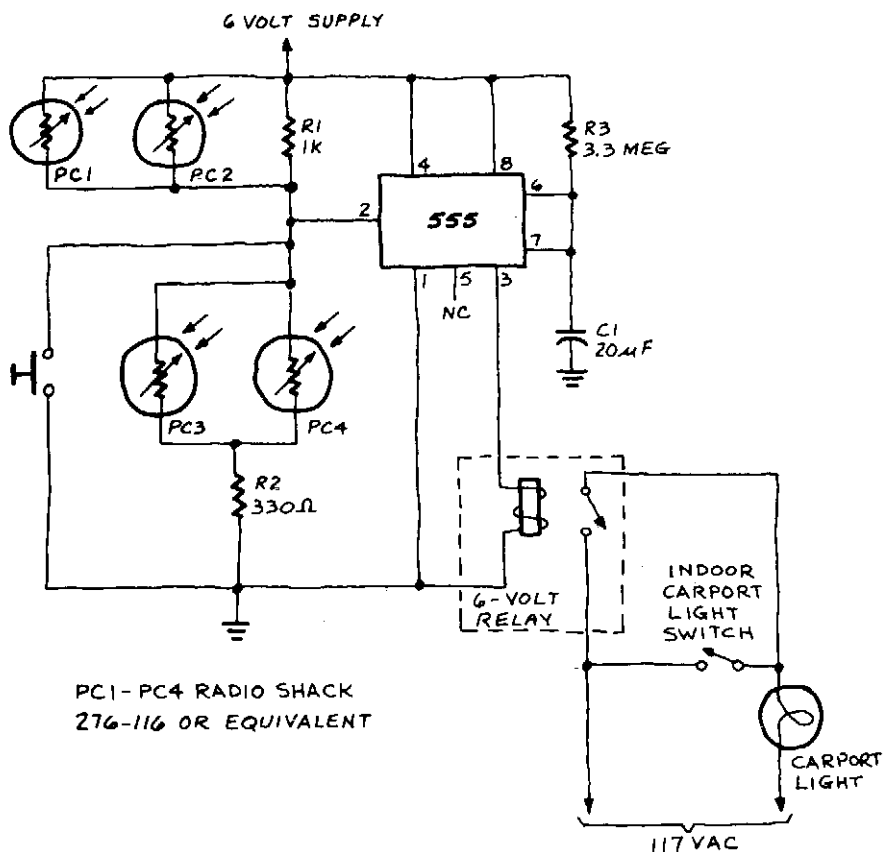 6 VOLT SUPPLY
PC1
PC2
R1
1K
4
8
R3
3.3 MEG
2
555
6
7
1
5
3
NC
C1
20µF
PC3
PC4
R2
330Ω
6-VOLT
RELAY
INDOOR
CARPORT
LIGHT
SWITCH
PC1-PC4 RADIO SHACK
276-116 OR EQUIVALENT
CARPORT
LIGHT
117 VAC